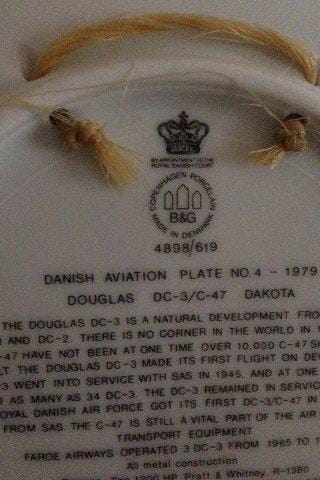 BY APPOINTMENT TO THE
ROYAL DANISH COURT
COPENHAGEN PORCELAIN
B&G
MADE IN DENMARK
4898/619
DANISH AVIATION PLATE NO. 4 - 1979
DOUGLAS DC-3/C-47 DAKOTA
THE DOUGLAS DC-3 IS A NATURAL DEVELOPMENT FRO
AND DC-2. THERE IS NO CORNER IN THE WORLD IN
-47 HAVE NOT BEEN AT ONE TIME OVER 10.000 C-47 S
LT. THE DOUGLAS DC-3 MADE ITS FIRST FLIGHT ON DE
3 WENT INTO SERVICE WITH SAS IN 1945, AND AT ONE
D AS MANY AS 34 DC-3. THE DC-3 REMAINED IN SERVIC
OYAL DANISH AIR FORCE GOT ITS FIRST DC-3/C-47 IN
FROM SAS. THE C-47 IS STILL A VITAL PART OF THE AIR
TRANSPORT EQUIPMENT
FAROE AIRWAYS OPERATED 3 DC-3 FROM 1965 TO 1
All metal construction
1200 HP. Pratt & Whitney. R-1380